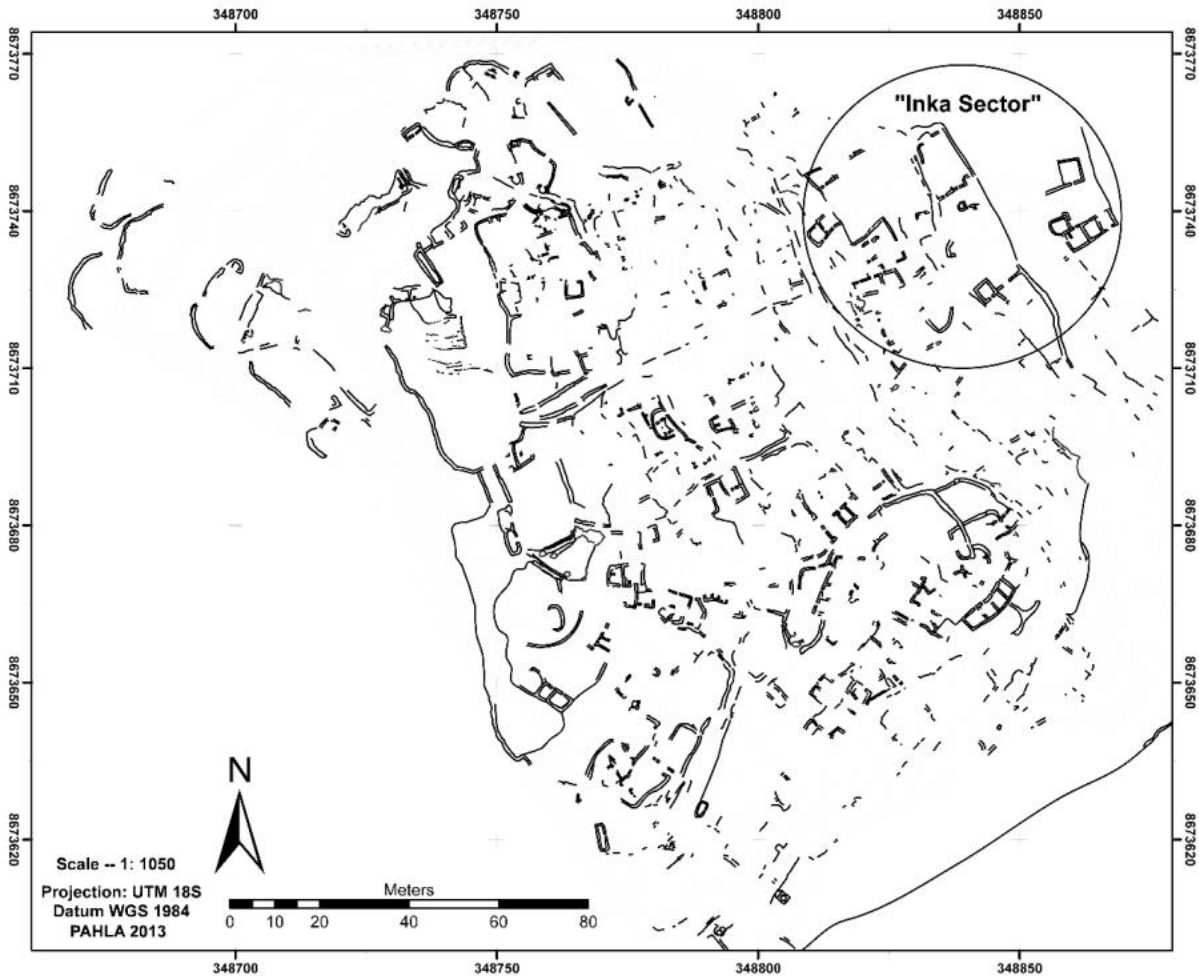 348700 348750 348800 348850
8673770 8673770
"Inka Sector"
8673740 8673740
8673710 8673710
8673680 8673680
8673650 8673650
N
8673620 8673620
Scale -- 1: 1050
Projection: UTM 18S
Datum WGS 1984
PAHLA 2013
Meters
0 10 20 40 60 80
348700 348750 348800 348850